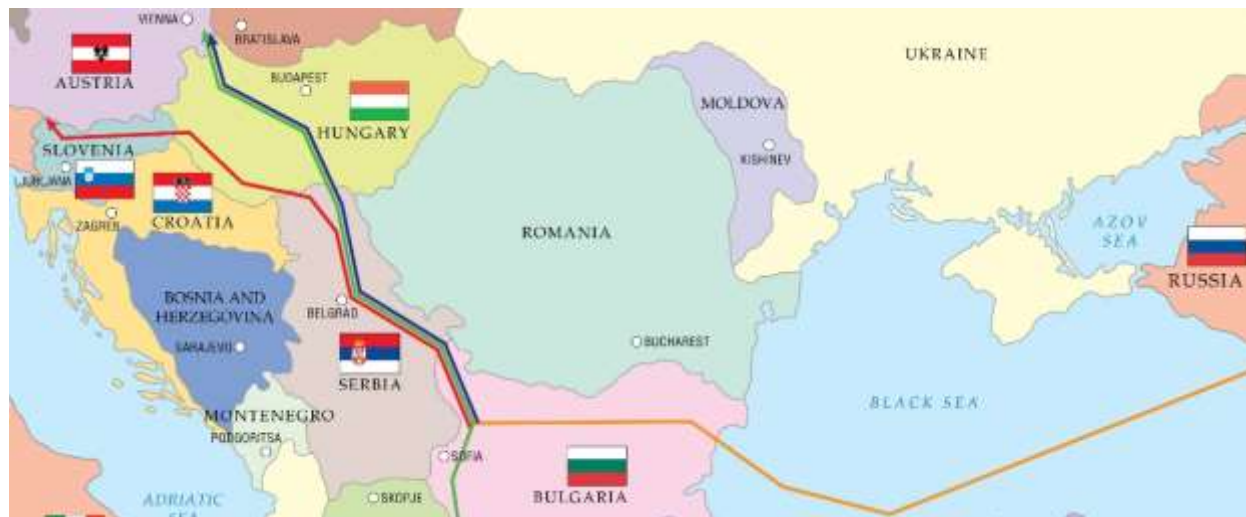 VIENNA
BRATISLAVA
AUSTRIA
BUDAPEST
HUNGARY
UKRAINE
MOLDOVA
KISHINEV
SLOVENIA
LJUBLJANA
ZAGREB
CROATIA
ROMANIA
AZOV
SEA
RUSSIA
BOSNIA AND
HERZEGOVINA
BELGRAD
SARAJEVO
BUCHAREST
SERBIA
BLACK SEA
MONTENEGRO
PODGORITSA
SOFIA
BULGARIA
SKOPJE
ADRIATIC
SEA